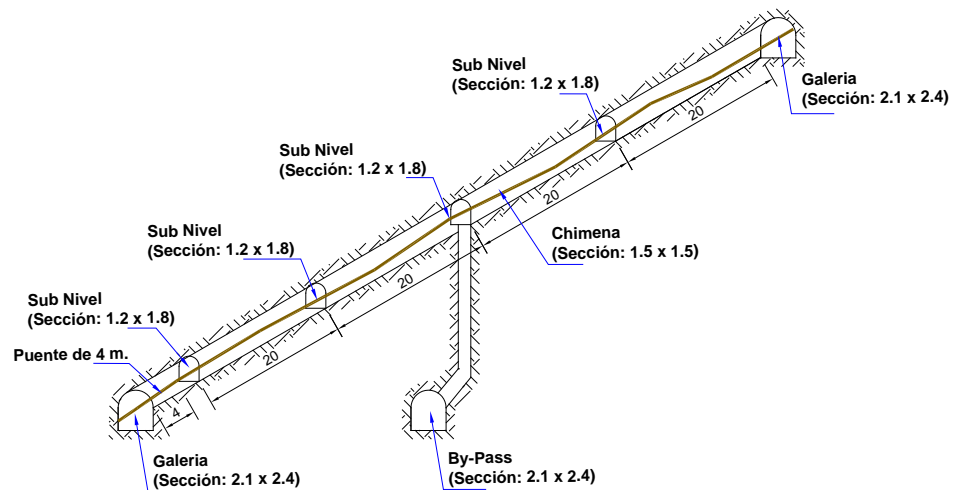 Sub Nivel
(Sección: 1.2 x 1.8)
Galeria
(Sección: 2.1 x 2.4)
20
Sub Nivel
(Sección: 1.2 x 1.8)
20
Chimena
(Sección: 1.5 x 1.5)
Sub Nivel
(Sección: 1.2 x 1.8)
20
Sub Nivel
(Sección: 1.2 x 1.8)
Puente de 4 m.
20
4
Galeria
(Sección: 2.1 x 2.4)
By-Pass
(Sección: 2.1 x 2.4)